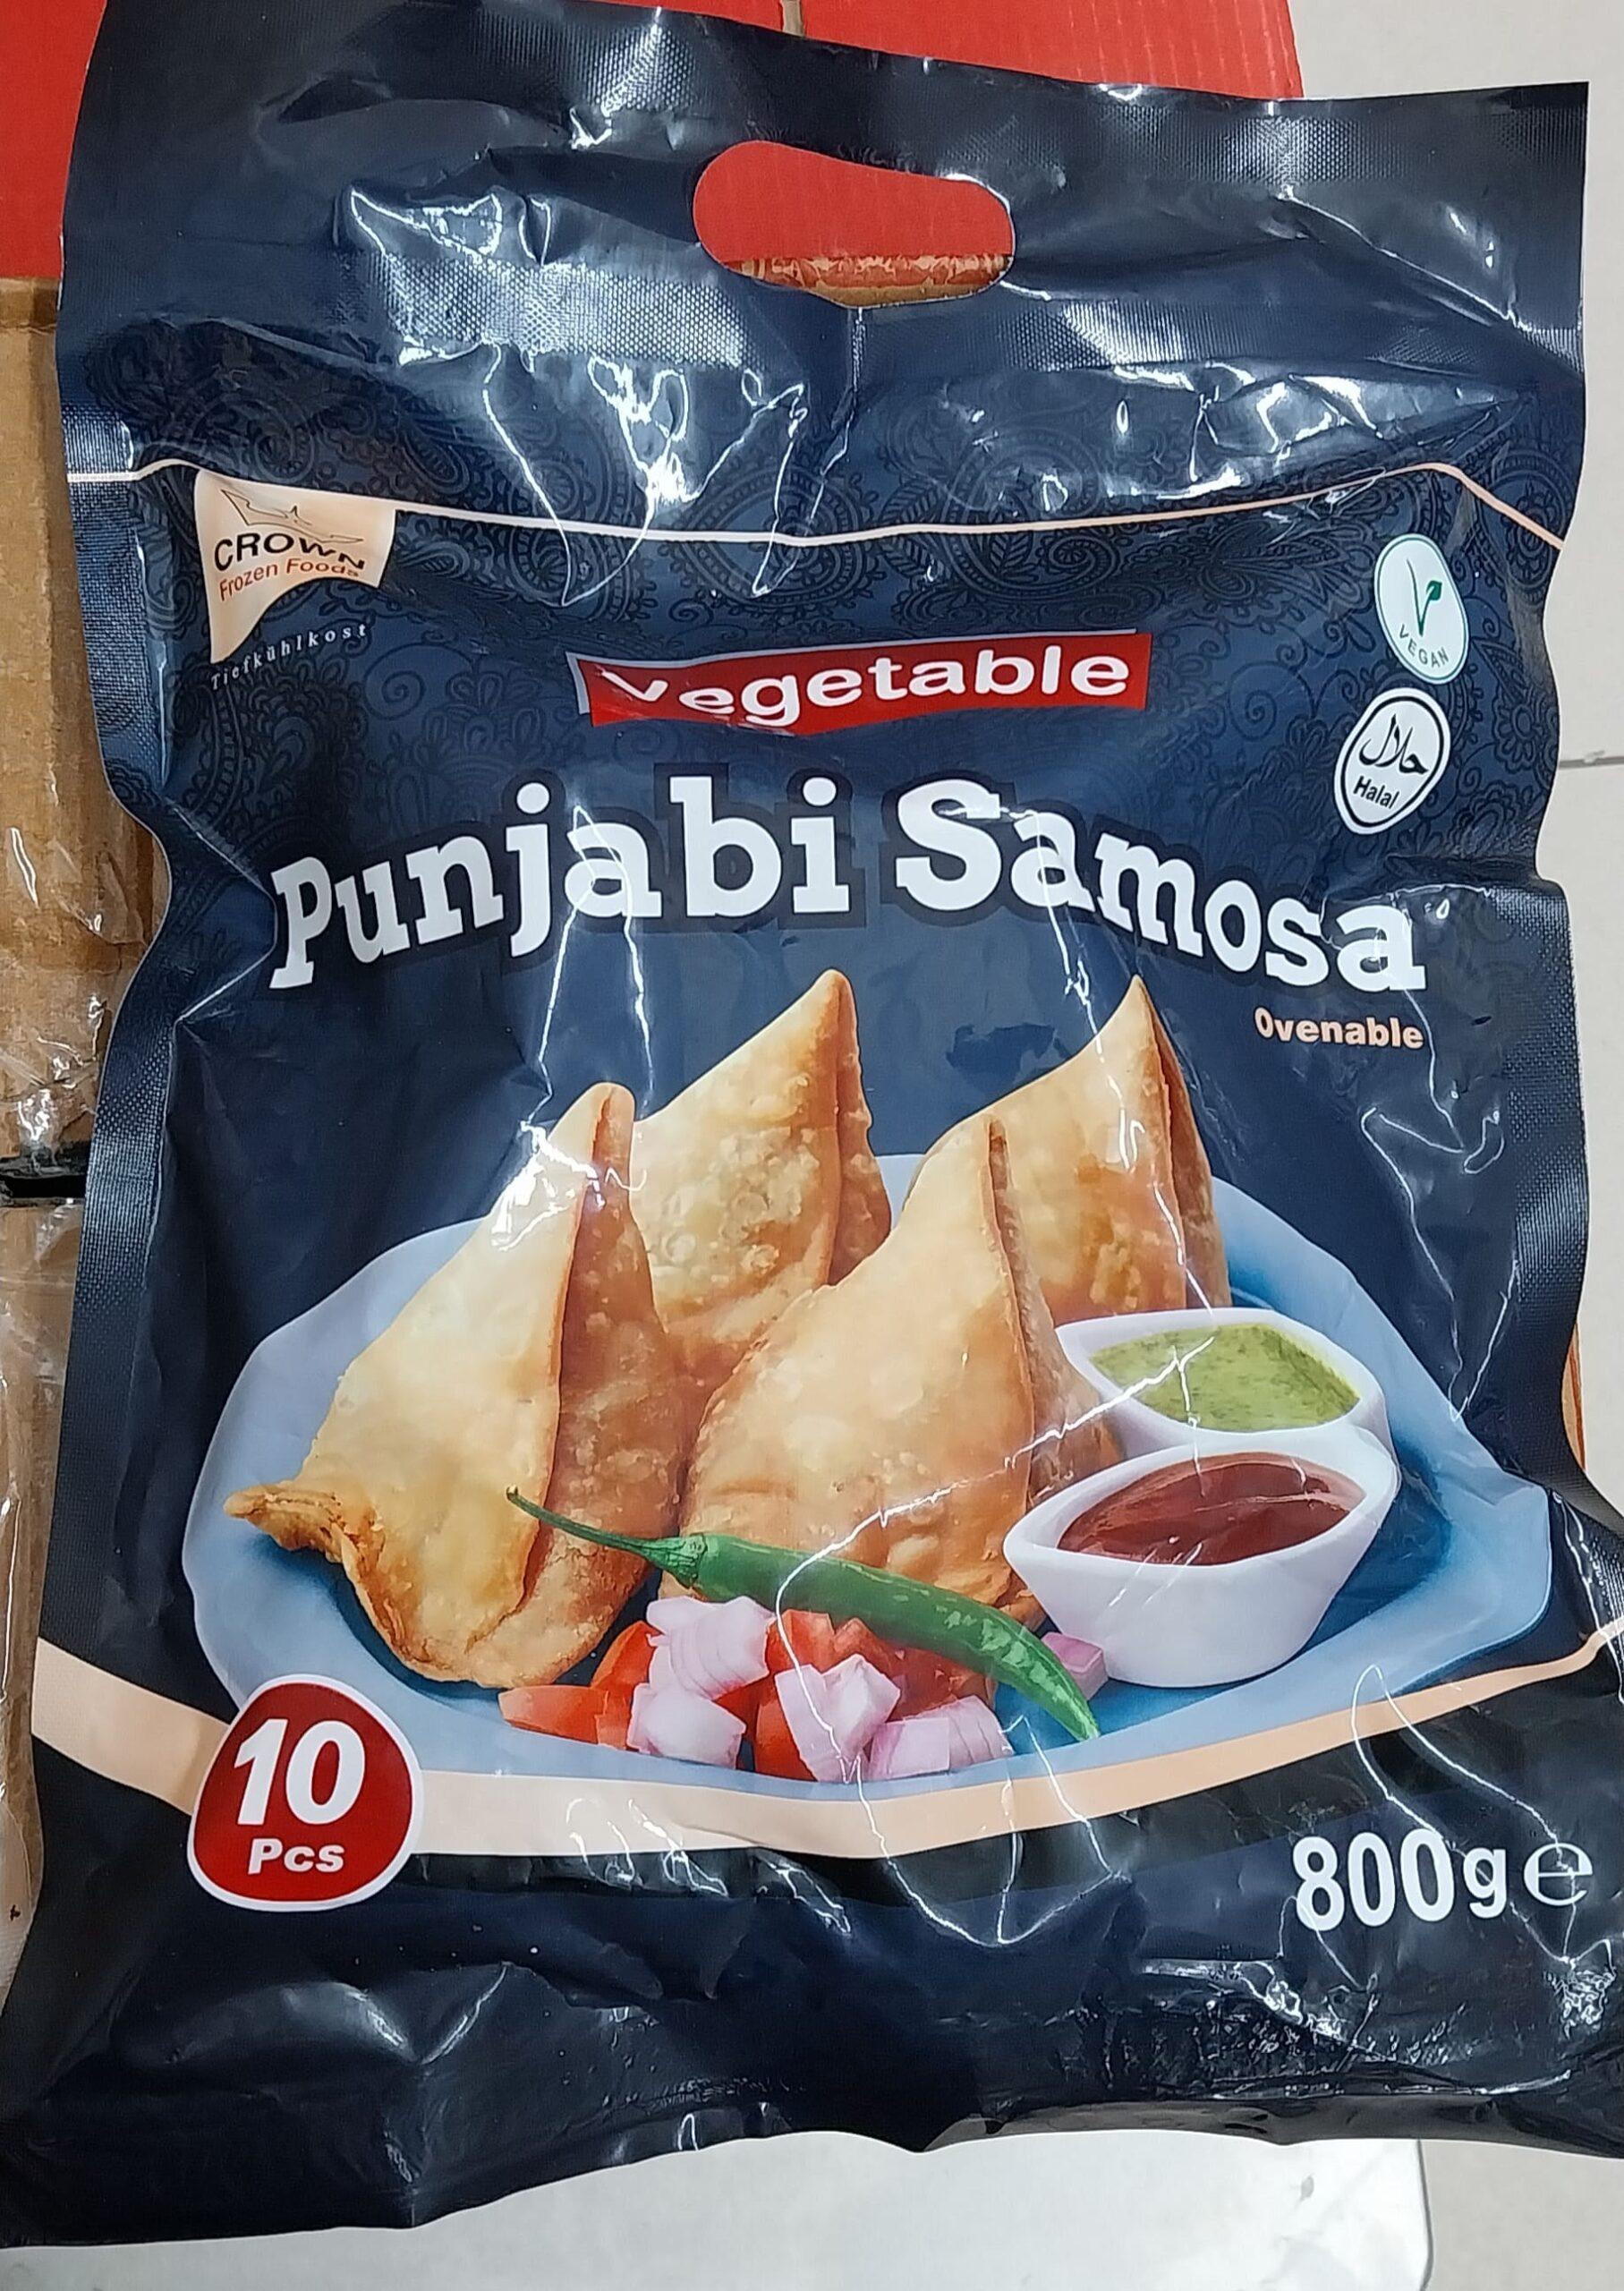 CROWN
Frozen Foods
Tiefkühlkost
VEGAN
حلال
Halal
Vegetable
Punjabi Samosa
Ovenable
10
Pcs
800g℮